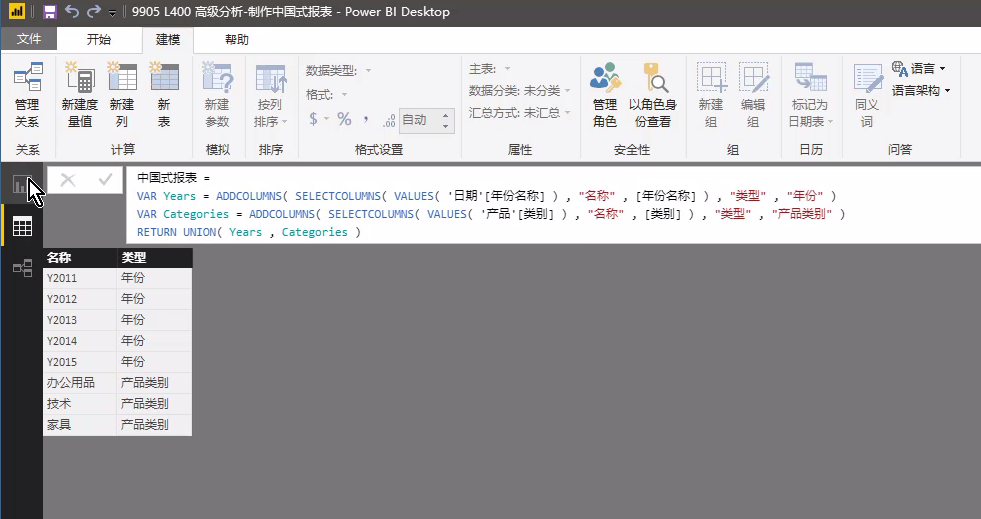 9905 L400 高级分析-制作中国式报表 - Power BI Desktop
文件 开始 建模 帮助
管理关系 新建度量值 新建列 新表 新建参数 按列排序 数据类型: 主表: 管理角色 以角色身份查看 新建组 编辑组 标记为日期表 同义词 语言
格式: 数据分类: 未分类 语言架构
$ % , .00 自动 汇总方式: 未汇总
关系 计算 模拟 排序 格式设置 属性 安全性 组 日历 问答
中国式报表 =
VAR Years = ADDCOLUMNS( SELECTCOLUMNS( VALUES( '日期'[年份名称] ) , "名称" , [年份名称] ) , "类型" , "年份" )
VAR Categories = ADDCOLUMNS( SELECTCOLUMNS( VALUES( '产品'[类别] ) , "名称" , [类别] ) , "类型" , "产品类别" )
RETURN UNION( Years , Categories )
名称 类型
Y2011 年份
Y2012 年份
Y2013 年份
Y2014 年份
Y2015 年份
办公用品 产品类别
技术 产品类别
家具 产品类别